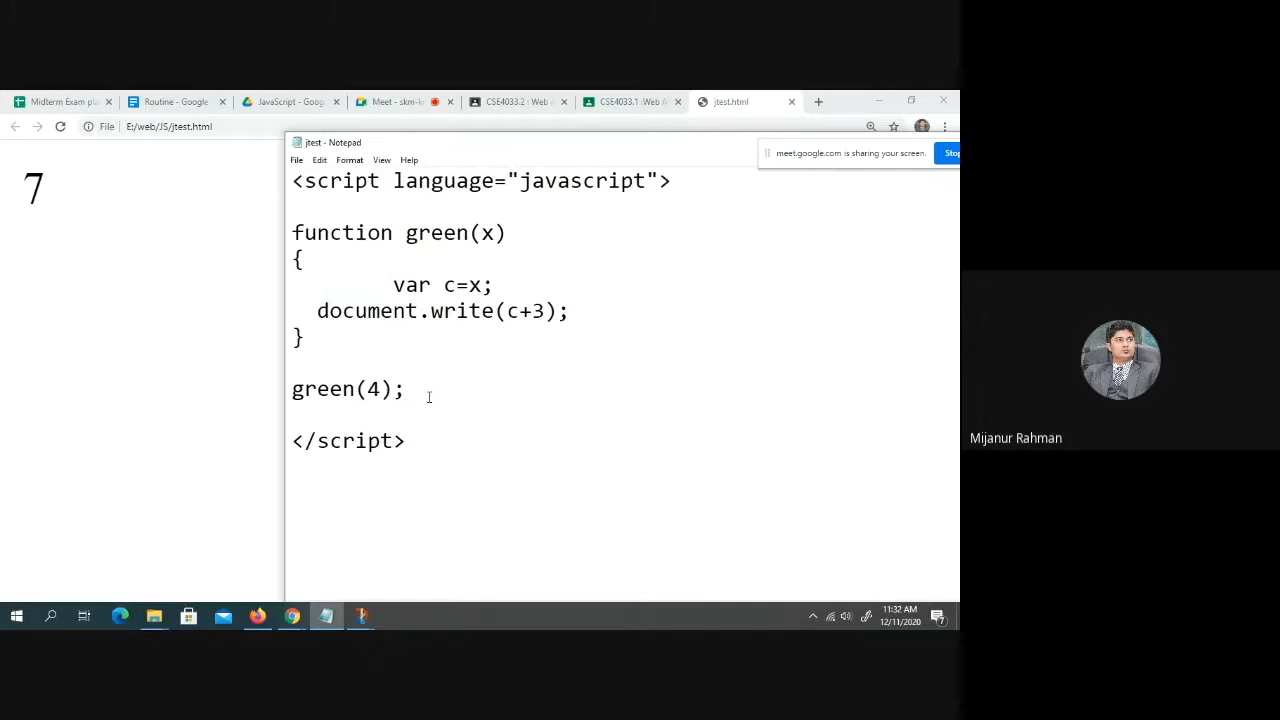 Midterm Exam pla
Routine - Google
JavaScript - Goog
Meet - skm-k
CSE4033.2 : Web A
CSE4033.1 :Web A
jtest.html
File
E:/web/JS/jtest.html
jtest - Notepad
meet.google.com is sharing your screen.
Stop
File Edit Format View Help
7
<script language="javascript">
function green(x)
{
var c=x;
document.write(c+3);
}
green(4);
</script>
Mijanur Rahman
11:32 AM
12/11/2020
7